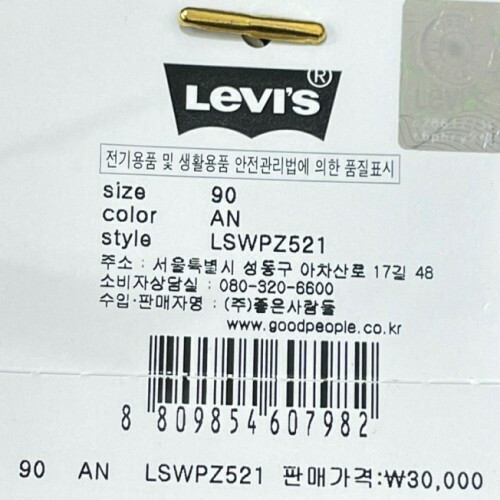 LEVI'S®
전기용품 및 생활용품 안전관리법에 의한 품질표시
size 90
color AN
style LSWPZ521
주소 : 서울특별시 성동구 아차산로 17길 48
소비자상담실 : 080-320-6600
수입·판매자명 : (주)좋은사람들
www.goodpeople.co.kr
8 809854 607982
90 AN LSWPZ521 판매가격:₩30,000